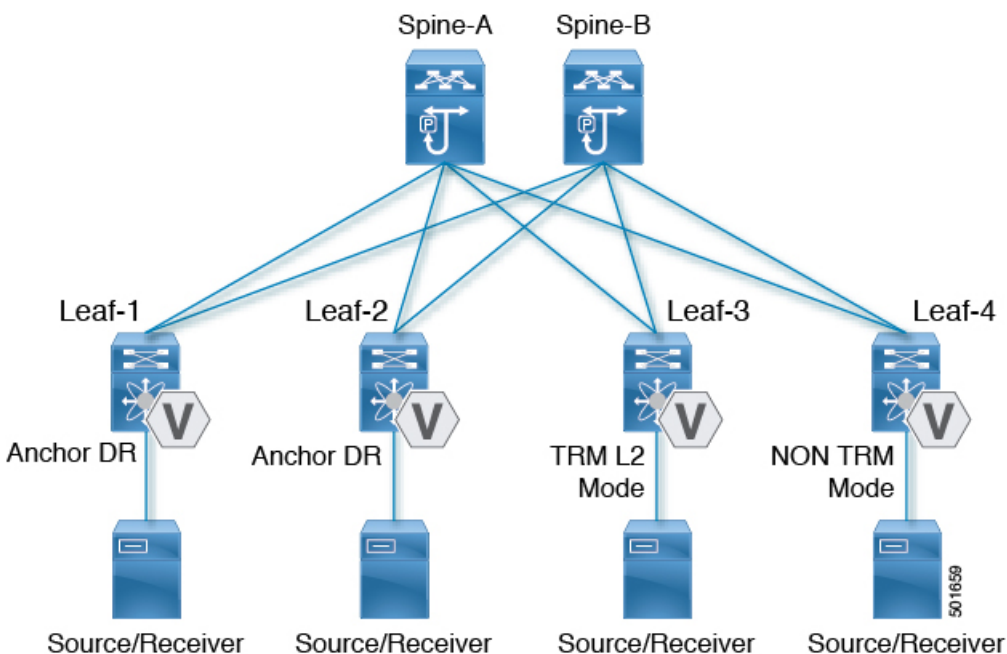 Spine-A
Spine-B
P
P
Leaf-1
Leaf-2
Leaf-3
Leaf-4
V
V
V
V
Anchor DR
Anchor DR
TRM L2
Mode
NON TRM
Mode
501659
Source/Receiver
Source/Receiver
Source/Receiver
Source/Receiver